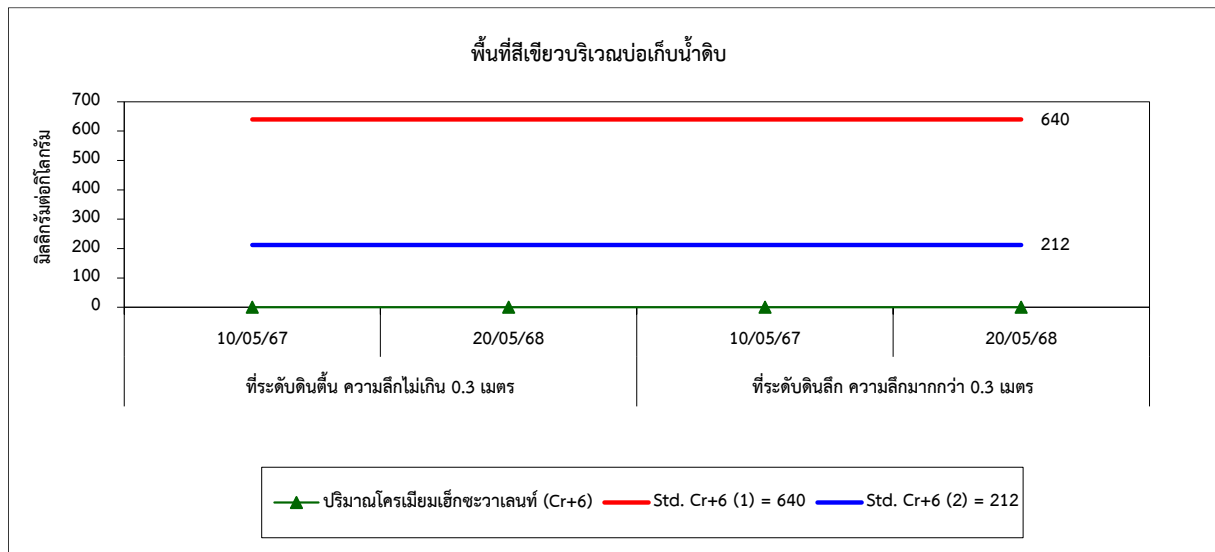 พื้นที่สีเขียวบริเวณบ่อเก็บน้ำดิบ
มิลลิกรัมต่อกิโลกรัม
700
600
500
400
300
200
100
0
640
212
10/05/67 20/05/68 10/05/67 20/05/68
ที่ระดับดินตื้น ความลึกไม่เกิน 0.3 เมตร ที่ระดับดินลึก ความลึกมากกว่า 0.3 เมตร
ปริมาณโครเมียมเฮ็กซะวาเลนท์ (Cr+6) Std. Cr+6 (1) = 640 Std. Cr+6 (2) = 212